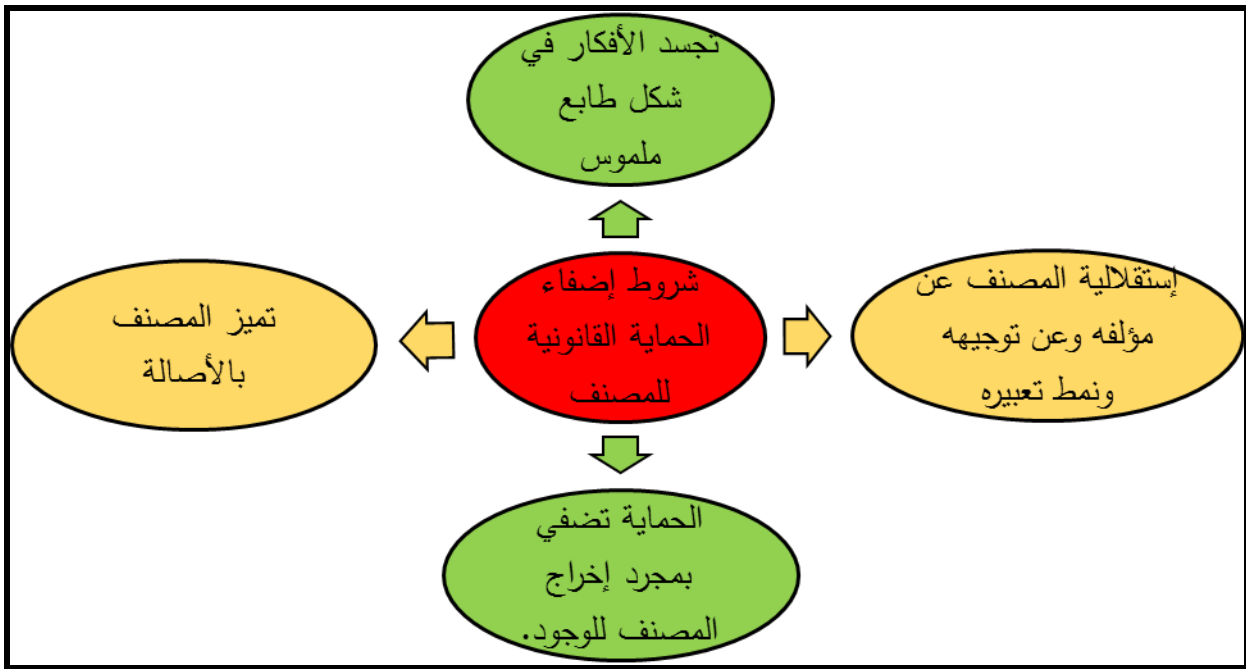 تجسد الأفكار في
شكل طابع
ملموس
شروط إضفاء
الحماية القانونية
للمصنف
إستقلالية المصنف عن
مؤلفه وعن توجيهه
ونمط تعبيره
تميز المصنف
بالأصالة
الحماية تضفي
بمجرد إخراج
المصنف للوجود.